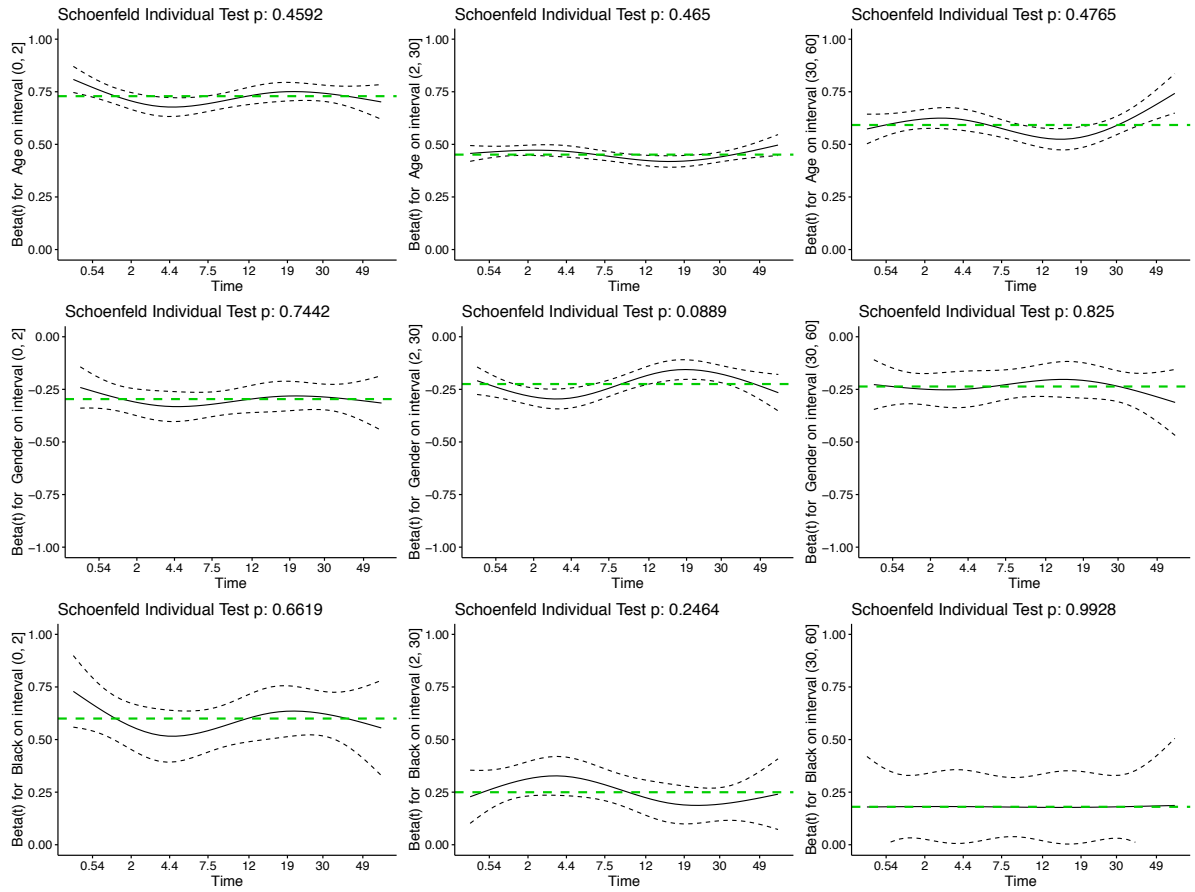 Schoenfeld Individual Test p: 0.4592
Beta(t) for Age on interval (0, 2]
1.00
0.75
0.50
0.25
0.00
0.54 2 4.4 7.5 12 19 30 49
Time
Schoenfeld Individual Test p: 0.465
Beta(t) for Age on interval (2, 30]
1.00
0.75
0.50
0.25
0.00
0.54 2 4.4 7.5 12 19 30 49
Time
Schoenfeld Individual Test p: 0.4765
Beta(t) for Age on interval (30, 60]
1.00
0.75
0.50
0.25
0.00
0.54 2 4.4 7.5 12 19 30 49
Time
Schoenfeld Individual Test p: 0.7442
Beta(t) for Gender on interval (0, 2]
0.00
−0.25
−0.50
−0.75
−1.00
0.54 2 4.4 7.5 12 19 30 49
Time
Schoenfeld Individual Test p: 0.0889
Beta(t) for Gender on interval (2, 30]
0.00
−0.25
−0.50
−0.75
−1.00
0.54 2 4.4 7.5 12 19 30 49
Time
Schoenfeld Individual Test p: 0.825
Beta(t) for Gender on interval (30, 60]
0.00
−0.25
−0.50
−0.75
−1.00
0.54 2 4.4 7.5 12 19 30 49
Time
Schoenfeld Individual Test p: 0.6619
Beta(t) for Black on interval (0, 2]
1.00
0.75
0.50
0.25
0.00
0.54 2 4.4 7.5 12 19 30 49
Time
Schoenfeld Individual Test p: 0.2464
Beta(t) for Black on interval (2, 30]
1.00
0.75
0.50
0.25
0.00
0.54 2 4.4 7.5 12 19 30 49
Time
Schoenfeld Individual Test p: 0.9928
Beta(t) for Black on interval (30, 60]
1.00
0.75
0.50
0.25
0.00
0.54 2 4.4 7.5 12 19 30 49
Time